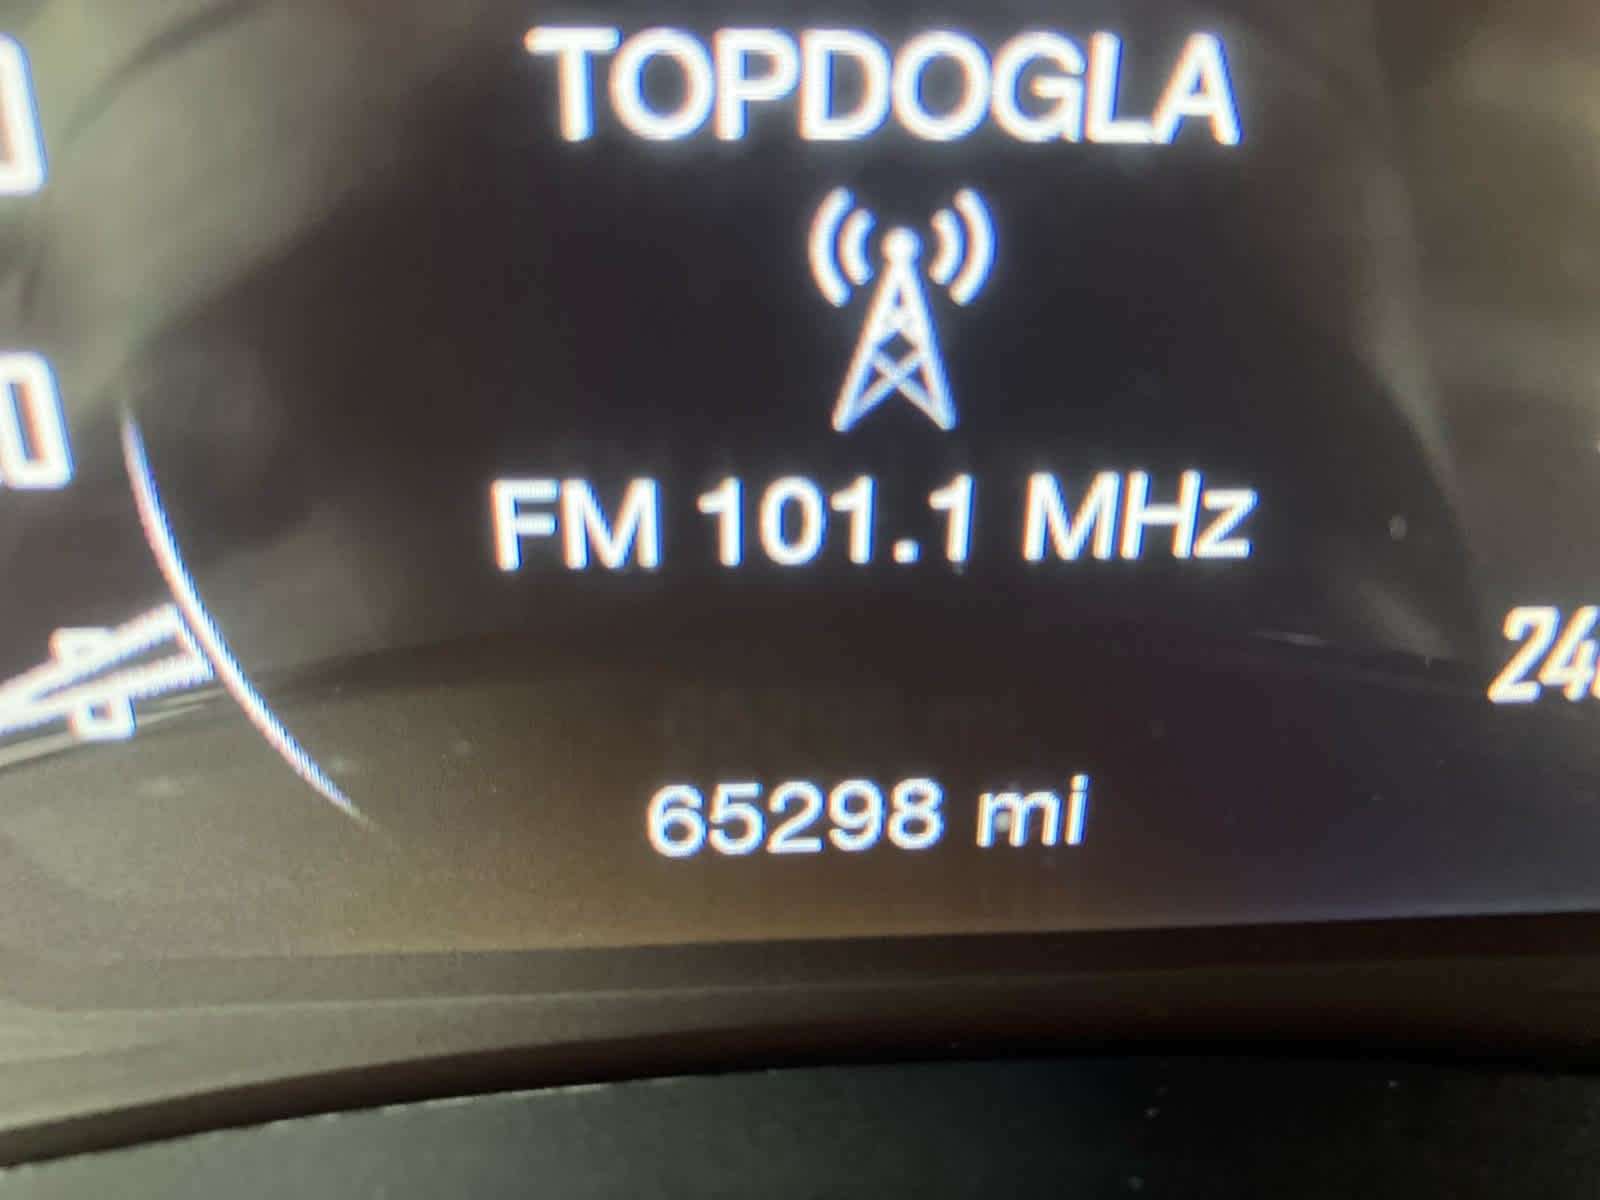 TOPDOGLA
FM 101.1 MHz
65298 mi